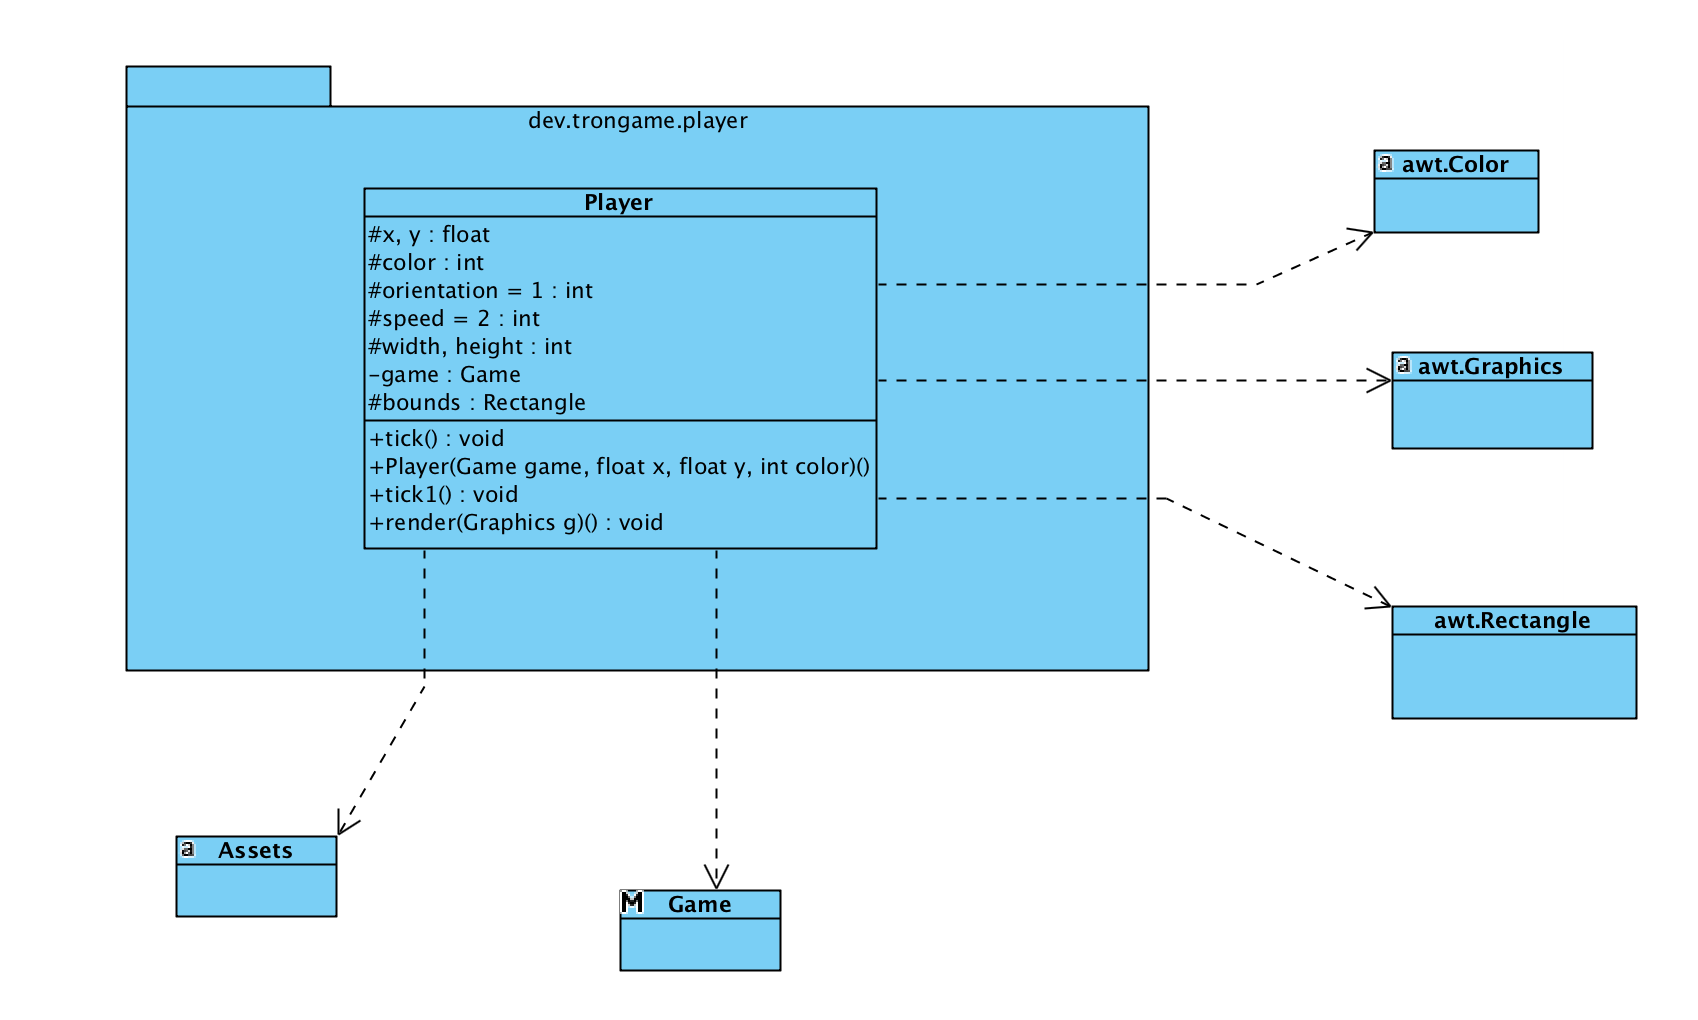 dev.trongame.player
Player
#x, y : float
#color : int
#orientation = 1 : int
#speed = 2 : int
#width, height : int
-game : Game
#bounds : Rectangle
+tick() : void
+Player(Game game, float x, float y, int color)()
+tick1() : void
+render(Graphics g)() : void
a awt.Color
a awt.Graphics
awt.Rectangle
a Assets
M Game